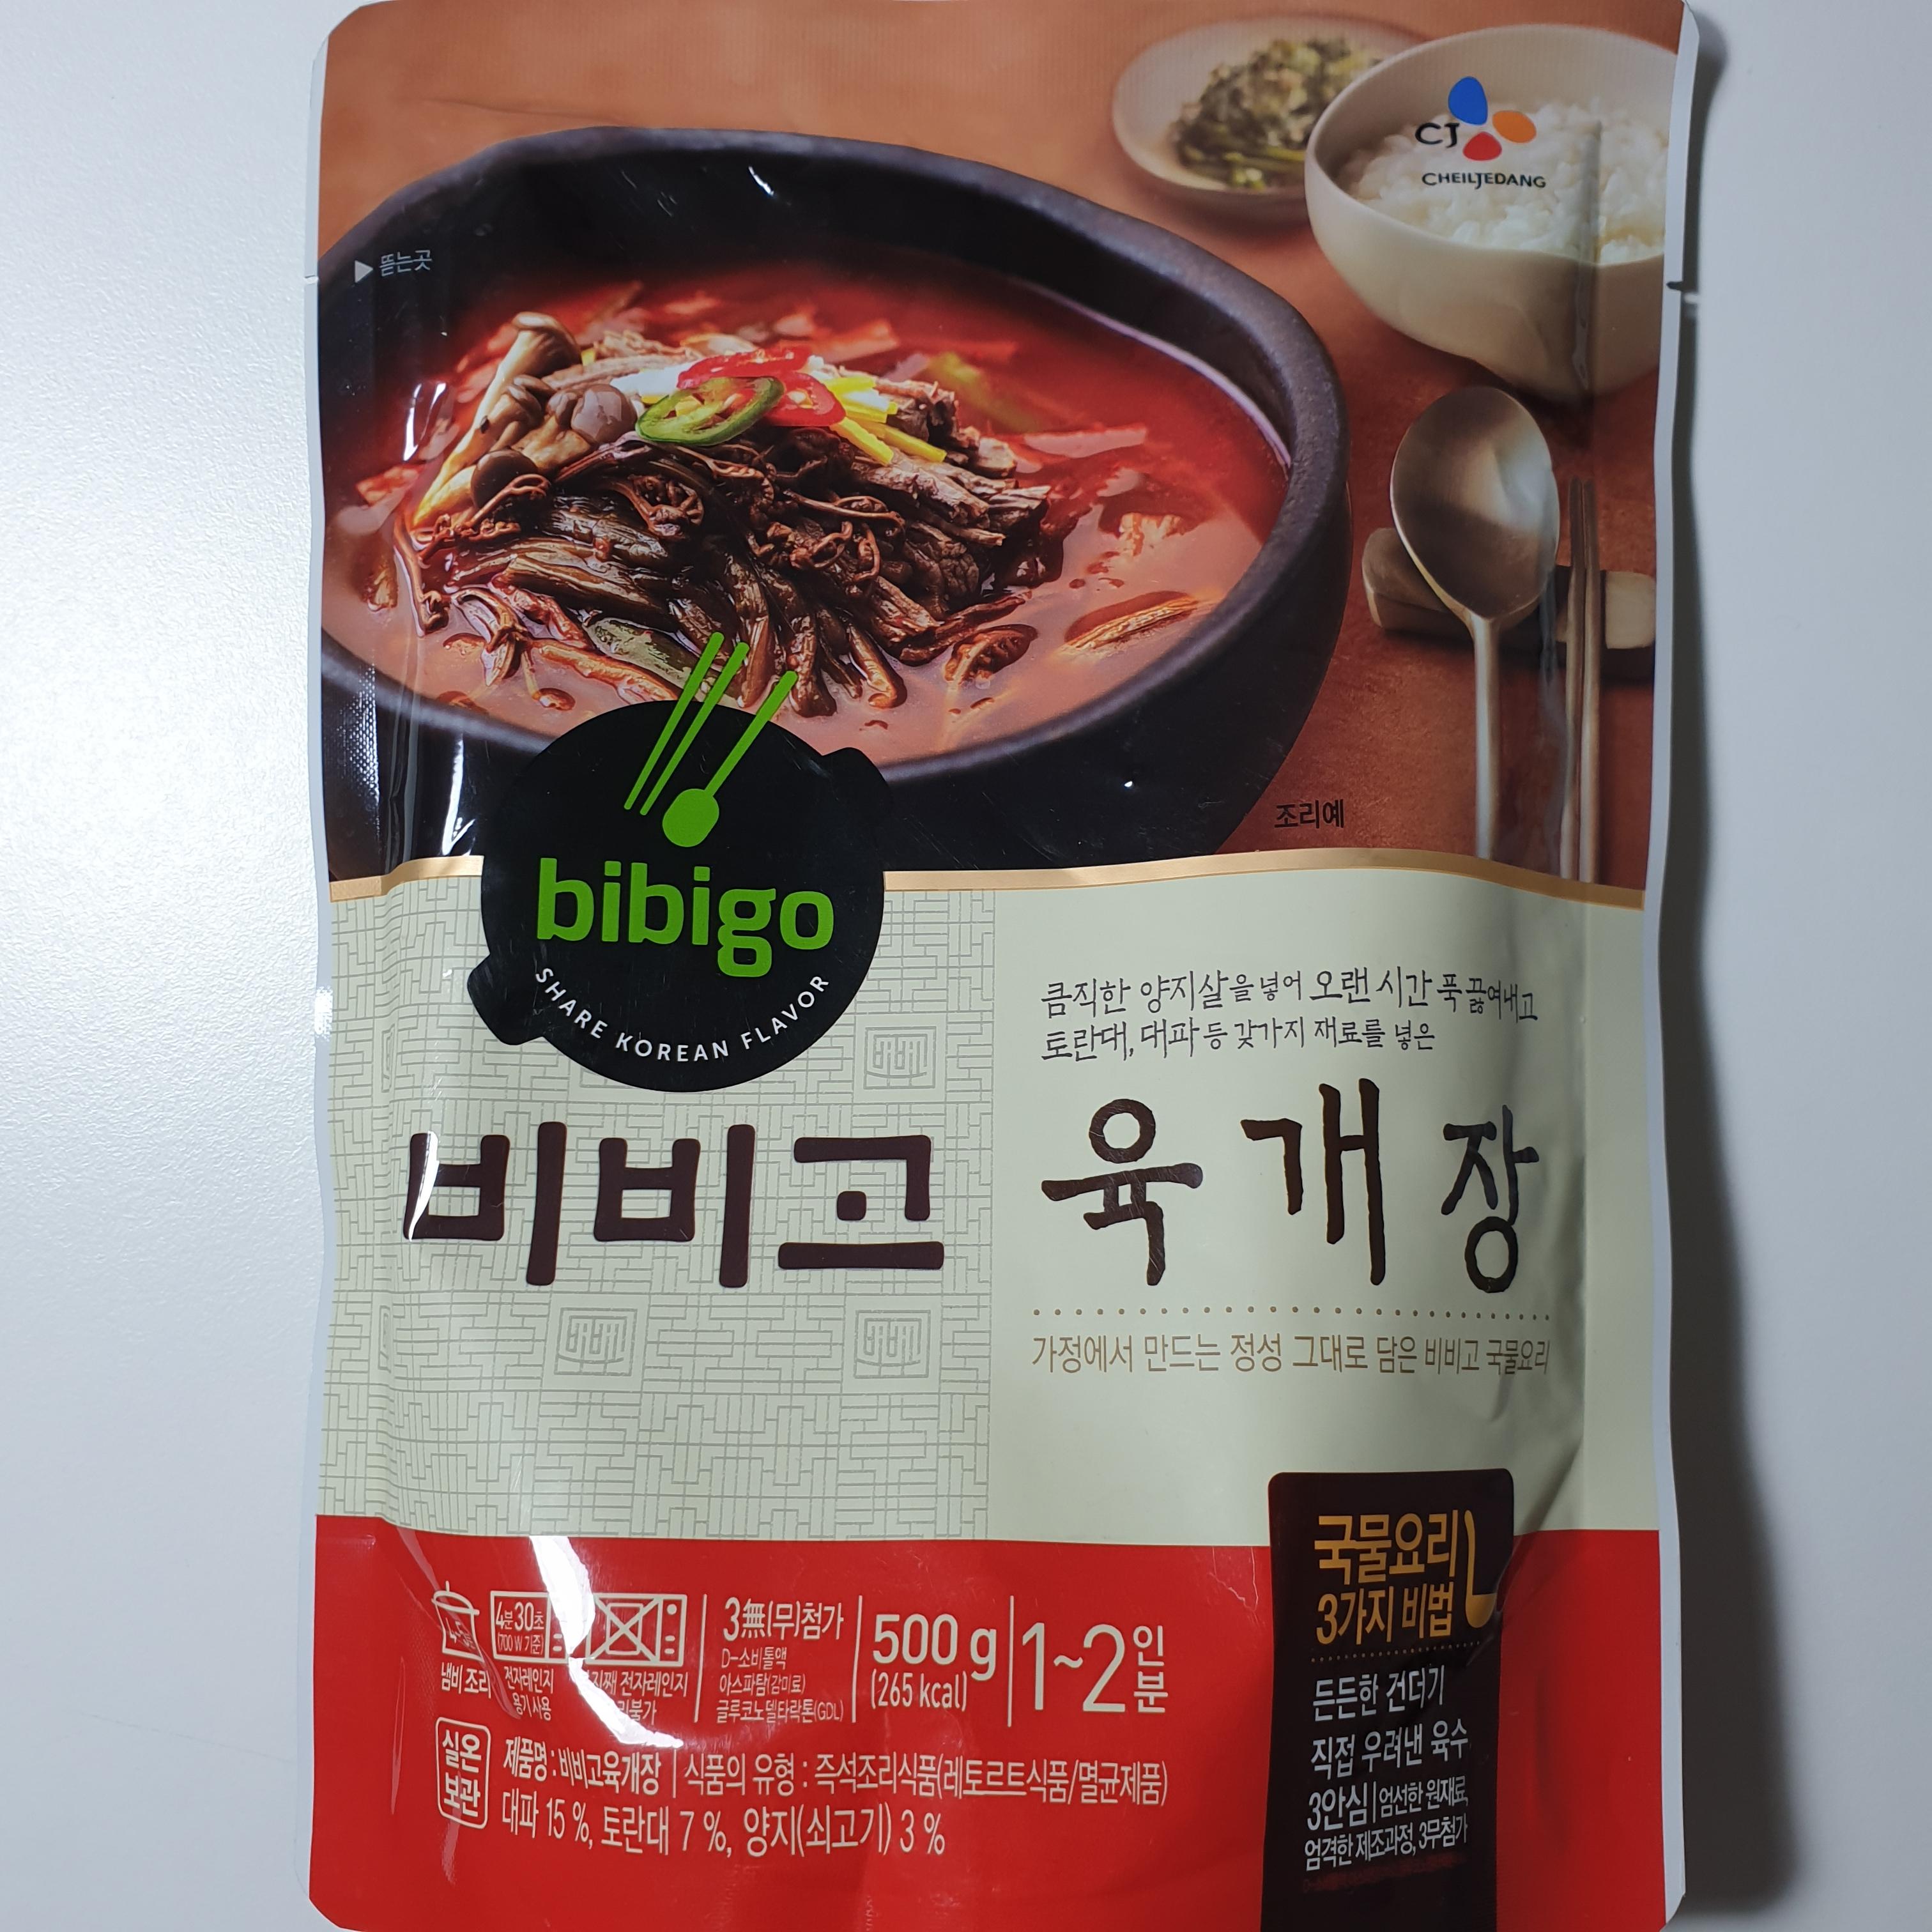 CJ
CHEILJEDANG
▶ 뜯는곳
조리예
bibigo
SHARE KOREAN FLAVOR
큼직한 양지살을 넣어 오랜 시간 푹 끓여내고
토란대, 대파 등 갖가지 재료를 넣은
비비고
육개장
가정에서 만드는 정성 그대로 담은 비비고 국물요리
국물요리
3가지 비법
든든한 건더기
직접 우려낸 육수
3안심|엄선한 원재료,
엄격한 제조과정, 3무첨가
냄비 조리
4분30초
(700W 기준)
전자레인지
용기 사용
전자레인지
불가
3無(무)첨가
D-소비톨액
아스파탐(감미료)
글루코노델타락톤(GDL)
500 g
(265 kcal)
1~2인분
실온
보관
제품명 : 비비고육개장 | 식품의 유형 : 즉석조리식품(레토르트식품/멸균제품)
대파 15 %, 토란대 7 %, 양지(쇠고기) 3 %